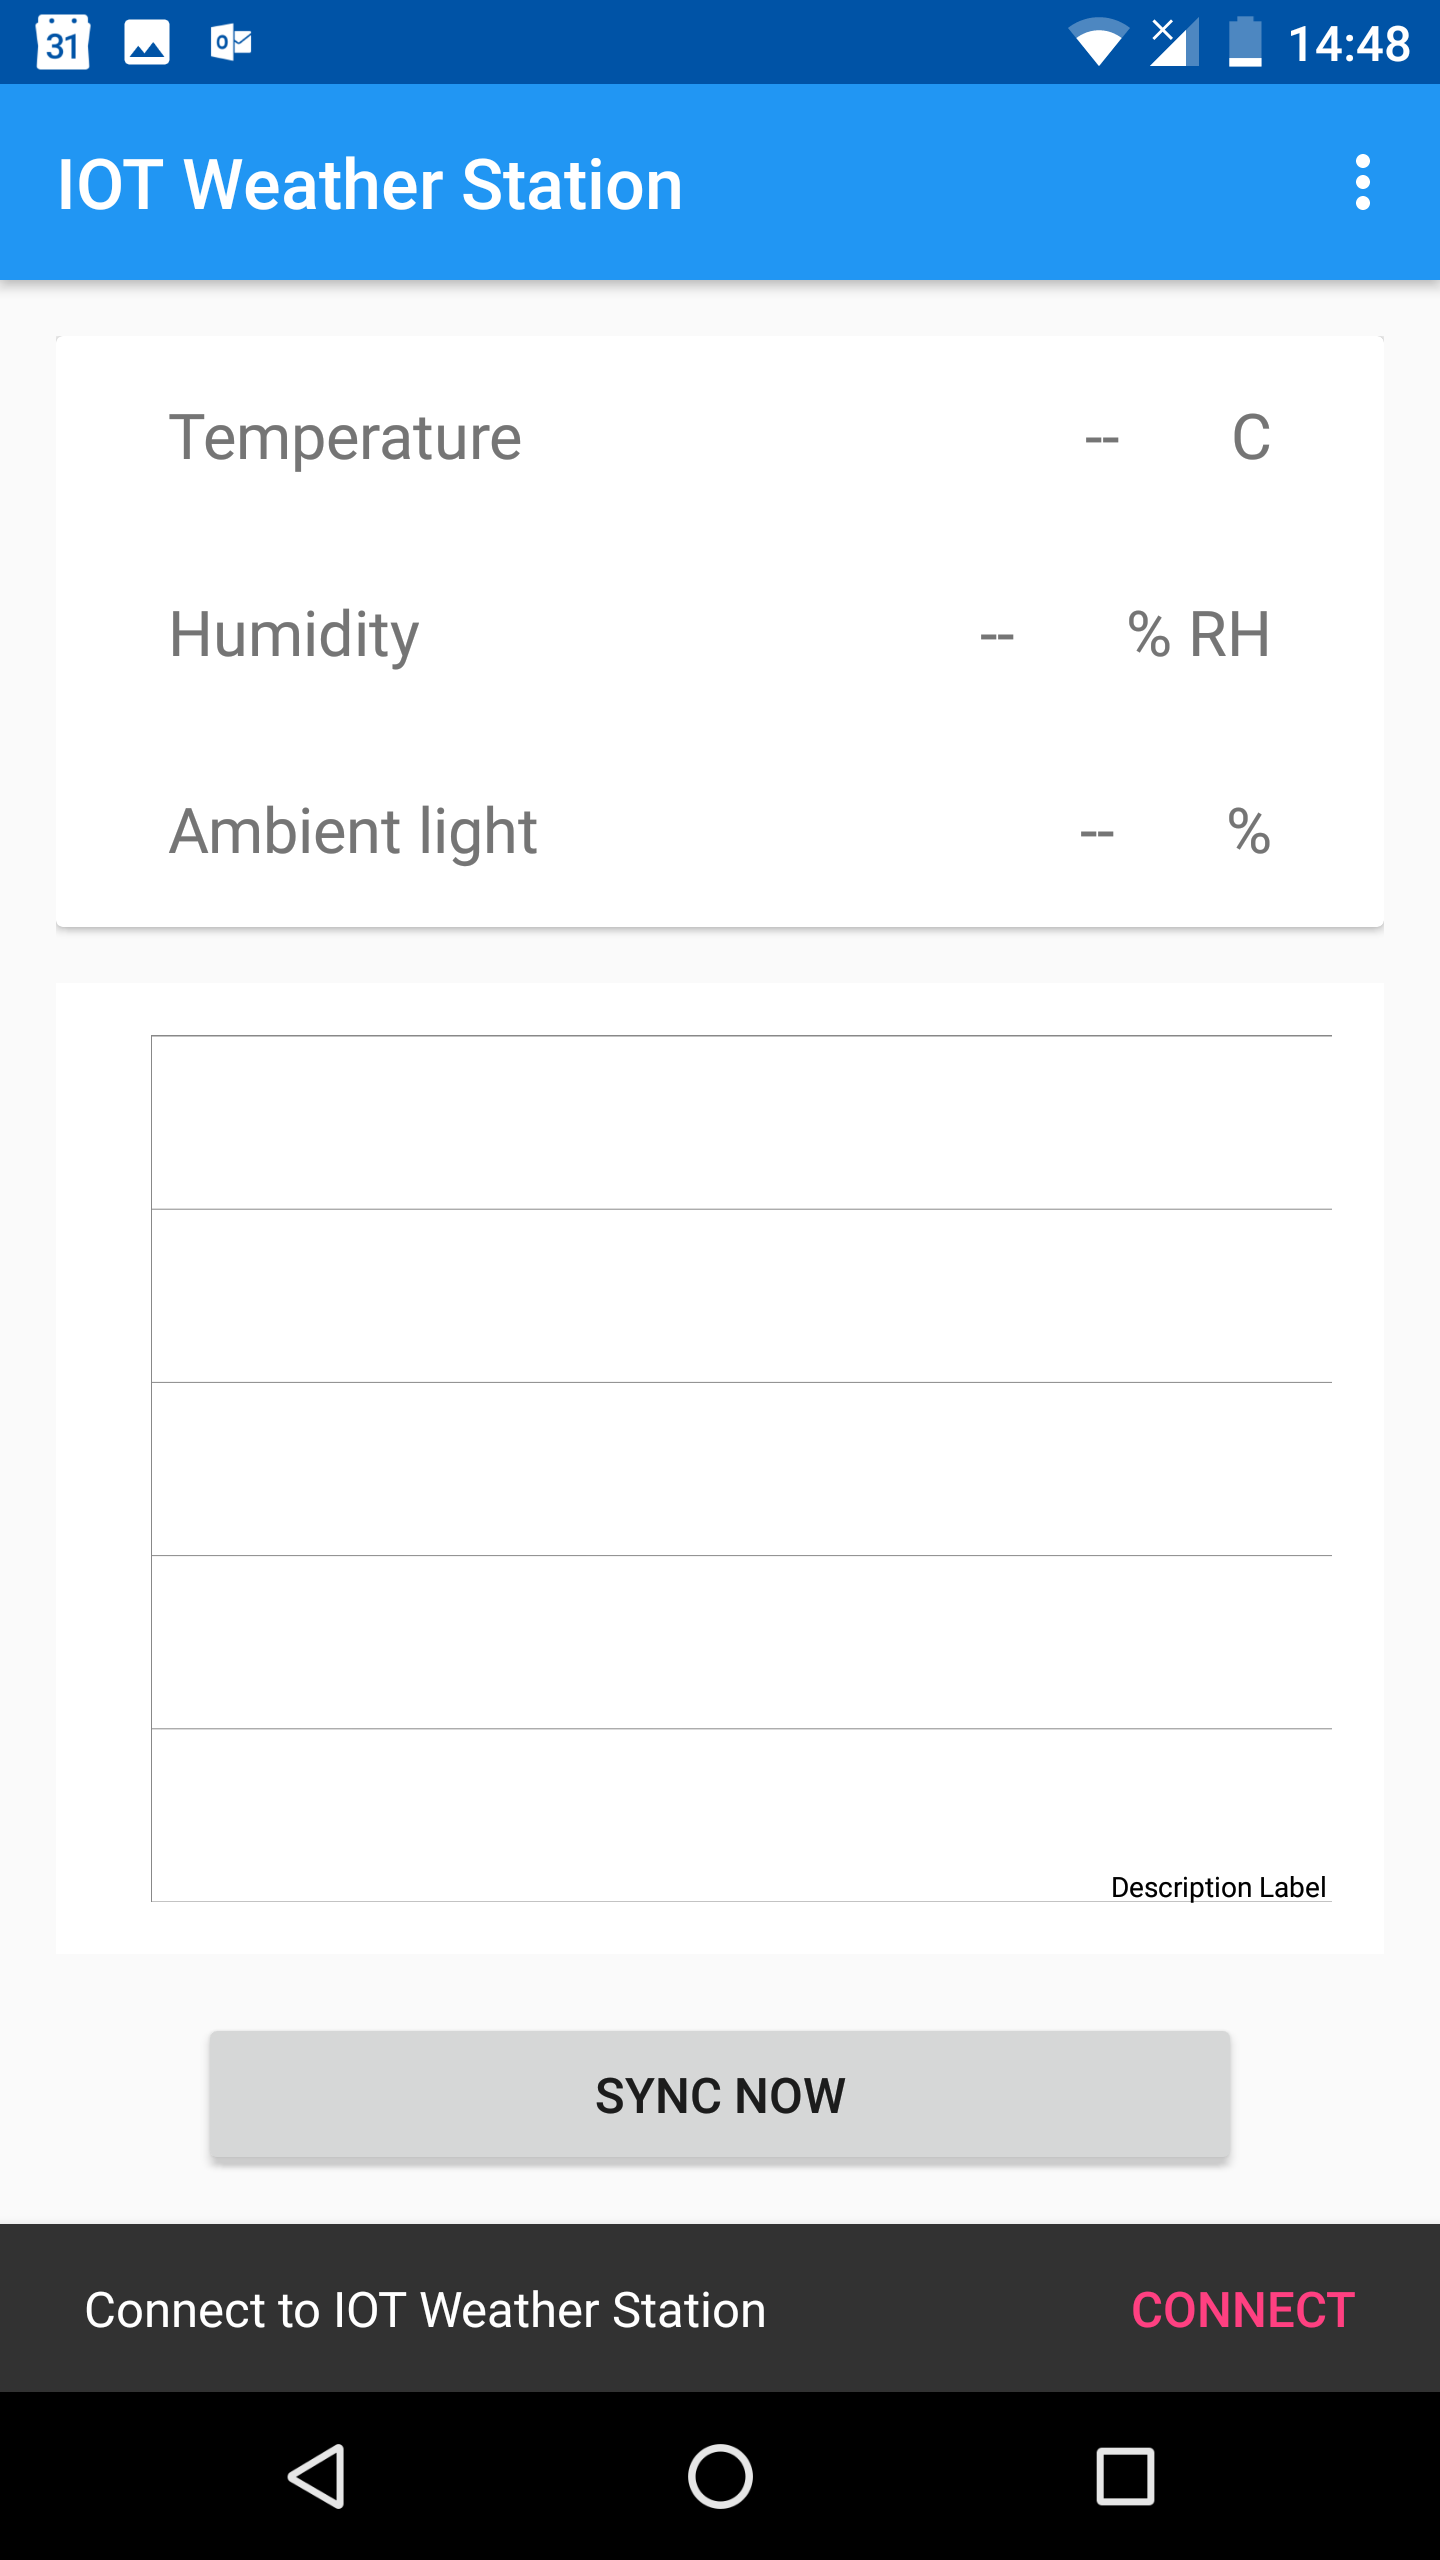 31 14:48
IOT Weather Station
Temperature -- C
Humidity -- % RH
Ambient light -- %
Description Label
SYNC NOW
Connect to IOT Weather Station CONNECT